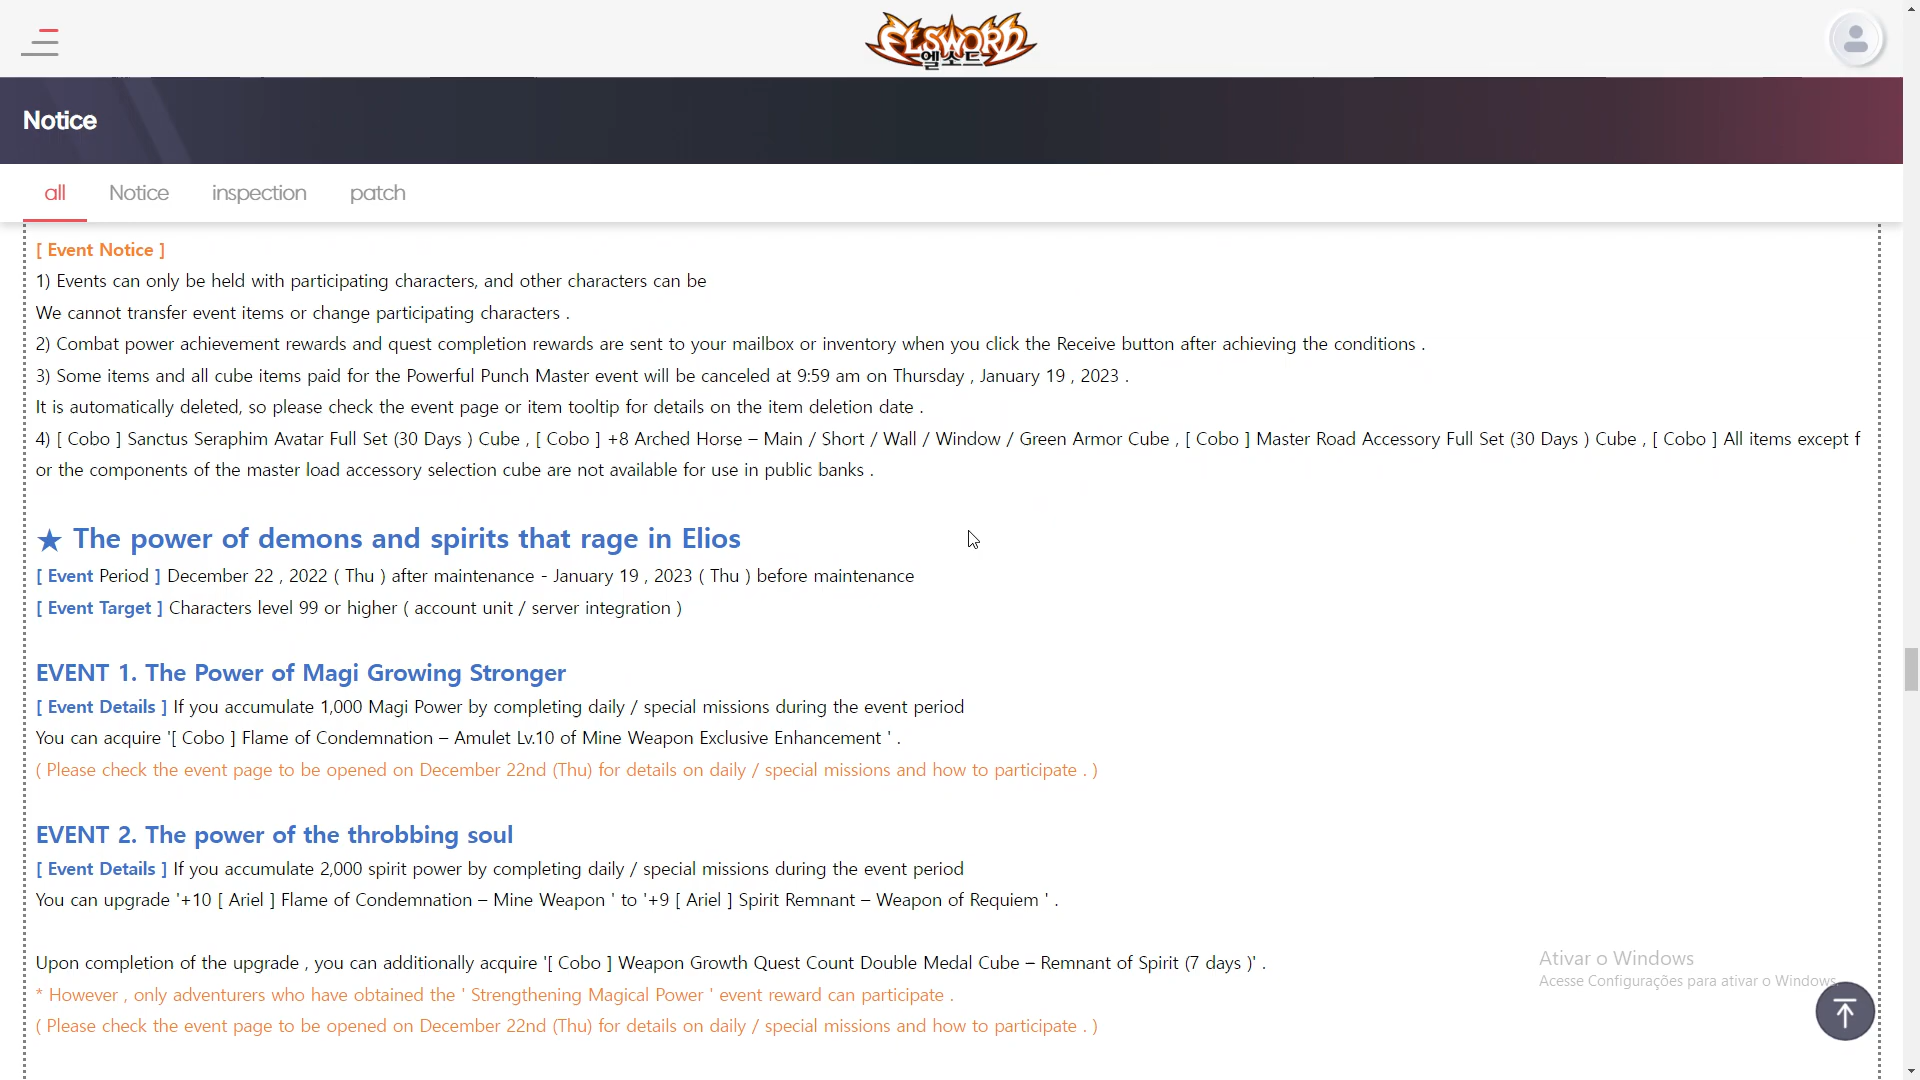 ELSWORD
엘소드
Notice
all
Notice
inspection
patch
[ Event Notice ]
1) Events can only be held with participating characters, and other characters can be
We cannot transfer event items or change participating characters .
2) Combat power achievement rewards and quest completion rewards are sent to your mailbox or inventory when you click the Receive button after achieving the conditions .
3) Some items and all cube items paid for the Powerful Punch Master event will be canceled at 9:59 am on Thursday , January 19 , 2023 .
It is automatically deleted, so please check the event page or item tooltip for details on the item deletion date .
4) [ Cobo ] Sanctus Seraphim Avatar Full Set (30 Days ) Cube , [ Cobo ] +8 Arched Horse – Main / Short / Wall / Window / Green Armor Cube , [ Cobo ] Master Road Accessory Full Set (30 Days ) Cube , [ Cobo ] All items except f
or the components of the master load accessory selection cube are not available for use in public banks .
★ The power of demons and spirits that rage in Elios
[ Event Period ] December 22 , 2022 ( Thu ) after maintenance - January 19 , 2023 ( Thu ) before maintenance
[ Event Target ] Characters level 99 or higher ( account unit / server integration )
EVENT 1. The Power of Magi Growing Stronger
[ Event Details ] If you accumulate 1,000 Magi Power by completing daily / special missions during the event period
You can acquire '[ Cobo ] Flame of Condemnation – Amulet Lv.10 of Mine Weapon Exclusive Enhancement ' .
( Please check the event page to be opened on December 22nd (Thu) for details on daily / special missions and how to participate . )
EVENT 2. The power of the throbbing soul
[ Event Details ] If you accumulate 2,000 spirit power by completing daily / special missions during the event period
You can upgrade '+10 [ Ariel ] Flame of Condemnation – Mine Weapon ' to '+9 [ Ariel ] Spirit Remnant – Weapon of Requiem ' .
Upon completion of the upgrade , you can additionally acquire '[ Cobo ] Weapon Growth Quest Count Double Medal Cube – Remnant of Spirit (7 days )' .
* However , only adventurers who have obtained the ' Strengthening Magical Power ' event reward can participate .
( Please check the event page to be opened on December 22nd (Thu) for details on daily / special missions and how to participate . )
Ativar o Windows
Acesse Configurações para ativar o Windows.